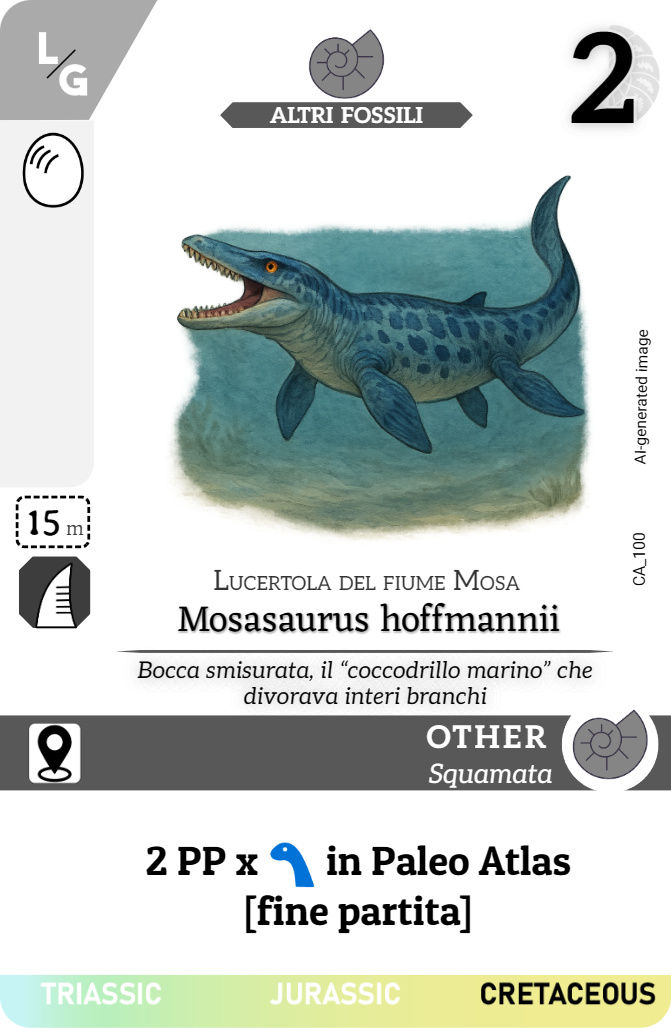 L/G
ALTRI FOSSILI
2
AI-generated image
CA_100
15 m
Lucertola del fiume Mosa
Mosasaurus hoffmannii
Bocca smisurata, il “coccodrillo marino” che
divorava interi branchi
OTHER
Squamata
2 PP x in Paleo Atlas
[fine partita]
TRIASSIC JURASSIC CRETACEOUS